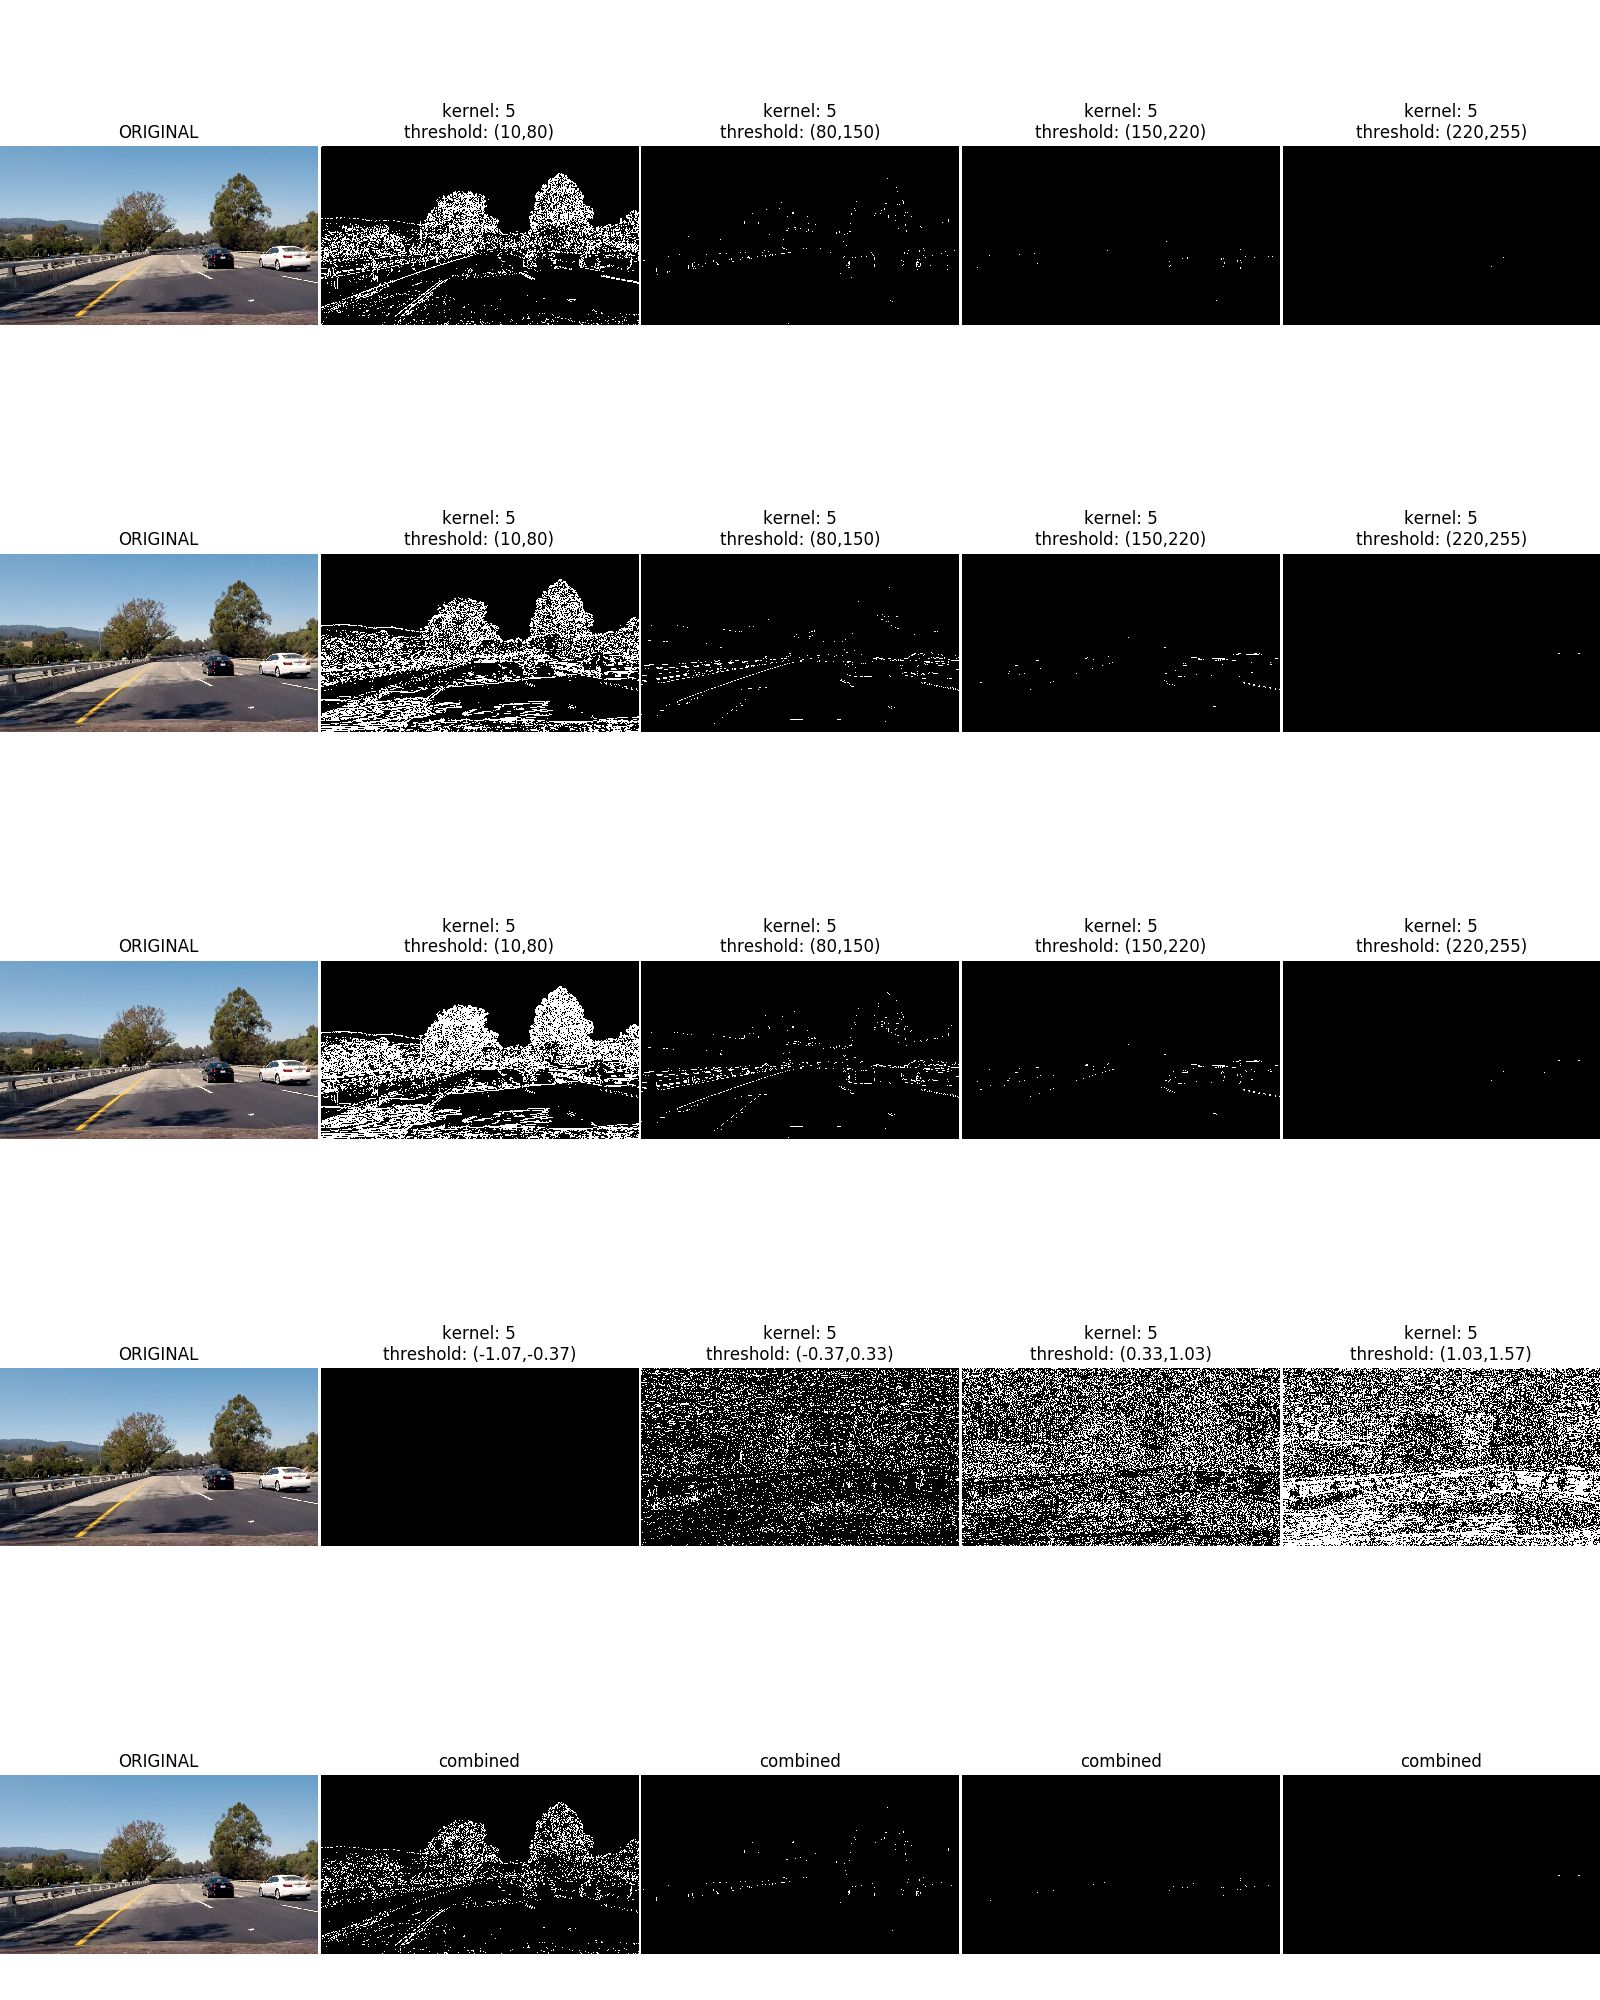 kernel: 5
kernel: 5
kernel: 5
kernel: 5
ORIGINAL
threshold: (10,80)
threshold: (80,150)
threshold: (150,220)
threshold: (220,255)
kernel: 5
kernel: 5
kernel: 5
kernel: 5
ORIGINAL
threshold: (10,80)
threshold: (80,150)
threshold: (150,220)
threshold: (220,255)
kernel: 5
kernel: 5
kernel: 5
kernel: 5
ORIGINAL
threshold: (10,80)
threshold: (80,150)
threshold: (150,220)
threshold: (220,255)
kernel: 5
kernel: 5
kernel: 5
kernel: 5
ORIGINAL
threshold: (-1.07,-0.37)
threshold: (-0.37,0.33)
threshold: (0.33,1.03)
threshold: (1.03,1.57)
ORIGINAL
combined
combined
combined
combined